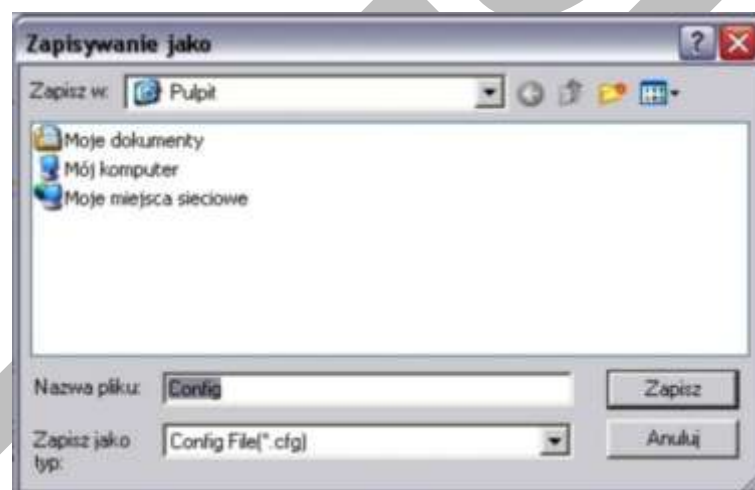 Zapisywanie jako
Zapisz w: Pulpit
Moje dokumenty
Mój komputer
Moje miejsca sieciowe
Nazwa pliku: Config Zapisz
Zapisz jako typ: Config File(*.cfg) Anuluj